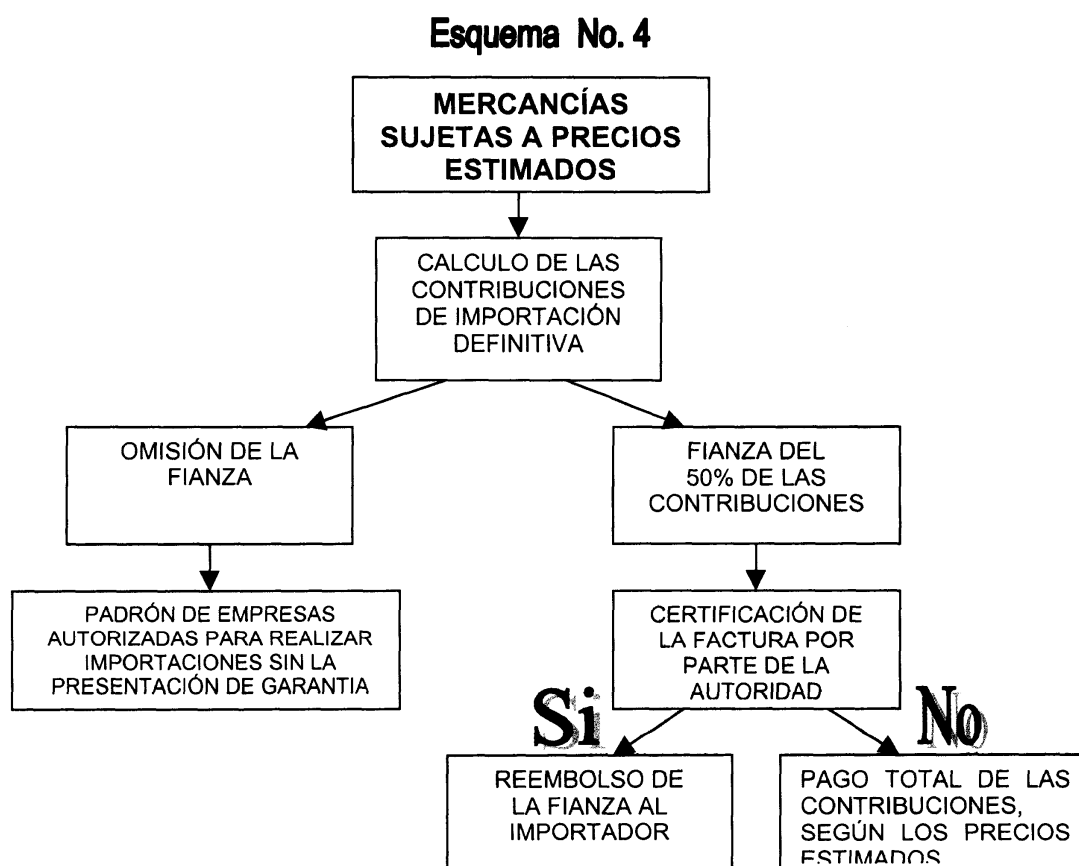 Esquema No. 4
MERCANCÍAS
SUJETAS A PRECIOS
ESTIMADOS
CALCULO DE LAS
CONTRIBUCIONES
DE IMPORTACIÓN
DEFINITIVA
OMISIÓN DE LA
FIANZA
FIANZA DEL
50% DE LAS
CONTRIBUCIONES
PADRÓN DE EMPRESAS
AUTORIZADAS PARA REALIZAR
IMPORTACIONES SIN LA
PRESENTACIÓN DE GARANTIA
CERTIFICACIÓN DE
LA FACTURA POR
PARTE DE LA
AUTORIDAD
Si
No
REEMBOLSO DE
LA FIANZA AL
IMPORTADOR
PAGO TOTAL DE LAS
CONTRIBUCIONES,
SEGÚN LOS PRECIOS
ESTIMADOS